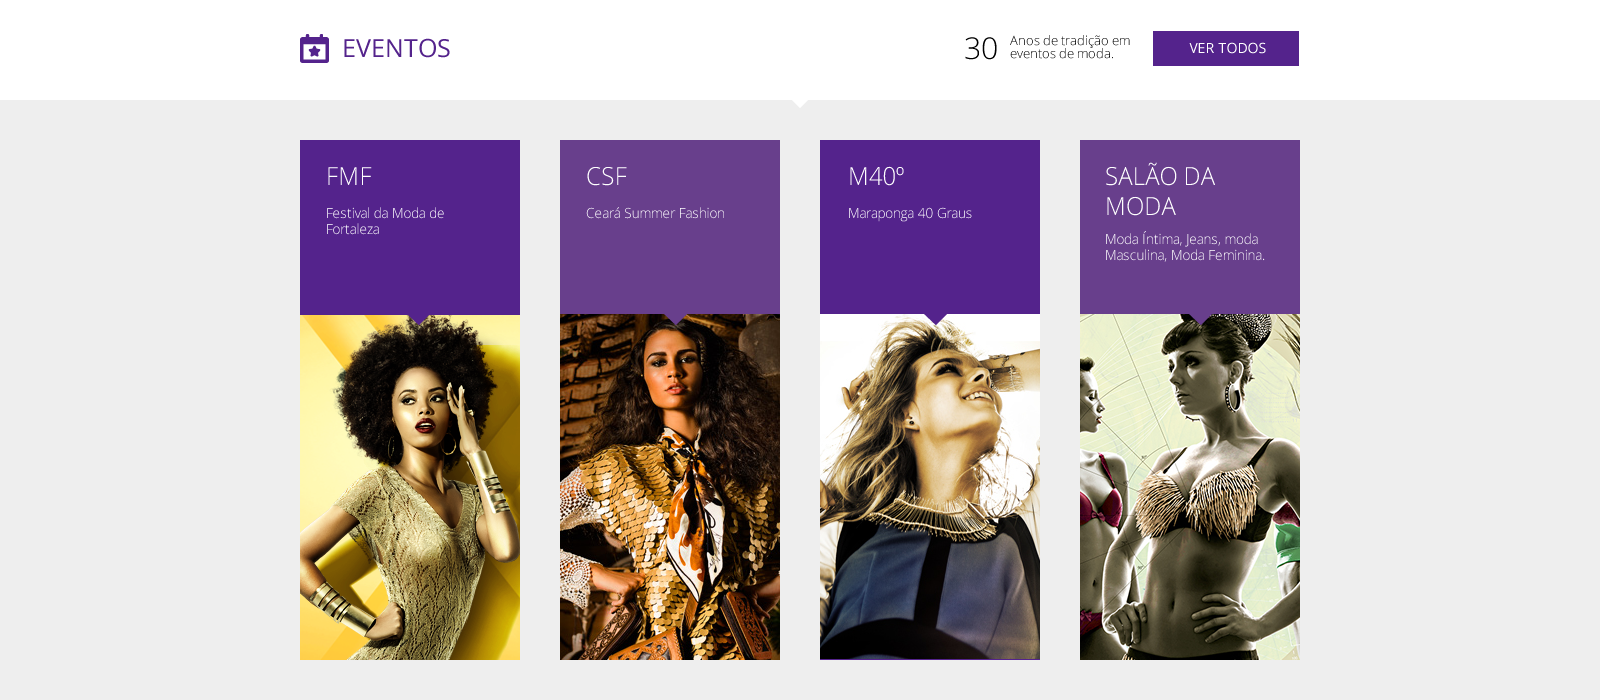 EVENTOS
30
Anos de tradição em
eventos de moda.
VER TODOS
FMF
Festival da Moda de
Fortaleza
CSF
Ceará Summer Fashion
M40º
Maraponga 40 Graus
SALÃO DA
MODA
Moda Íntima, Jeans, moda
Masculina, Moda Feminina.